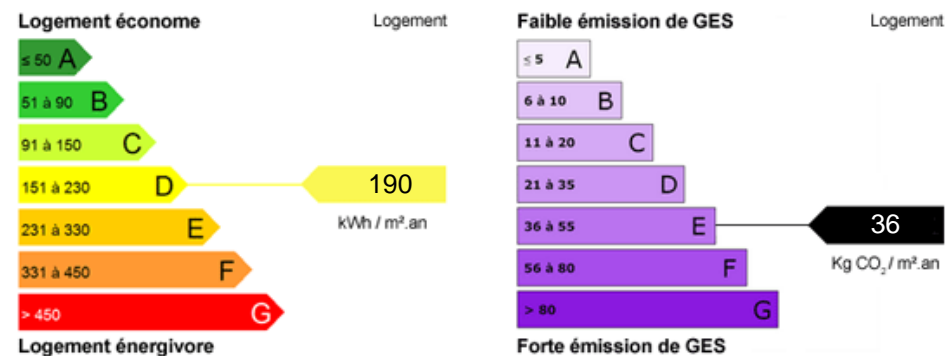 Logement économe Logement
≤ 50 A
51 à 90 B
91 à 150 C
151 à 230 D 190
kWh / m².an
231 à 330 E
331 à 450 F
> 450 G
Logement énergivore
Faible émission de GES Logement
≤ 5 A
6 à 10 B
11 à 20 C
21 à 35 D
36 à 55 E 36
Kg CO₂ / m².an
56 à 80 F
> 80 G
Forte émission de GES